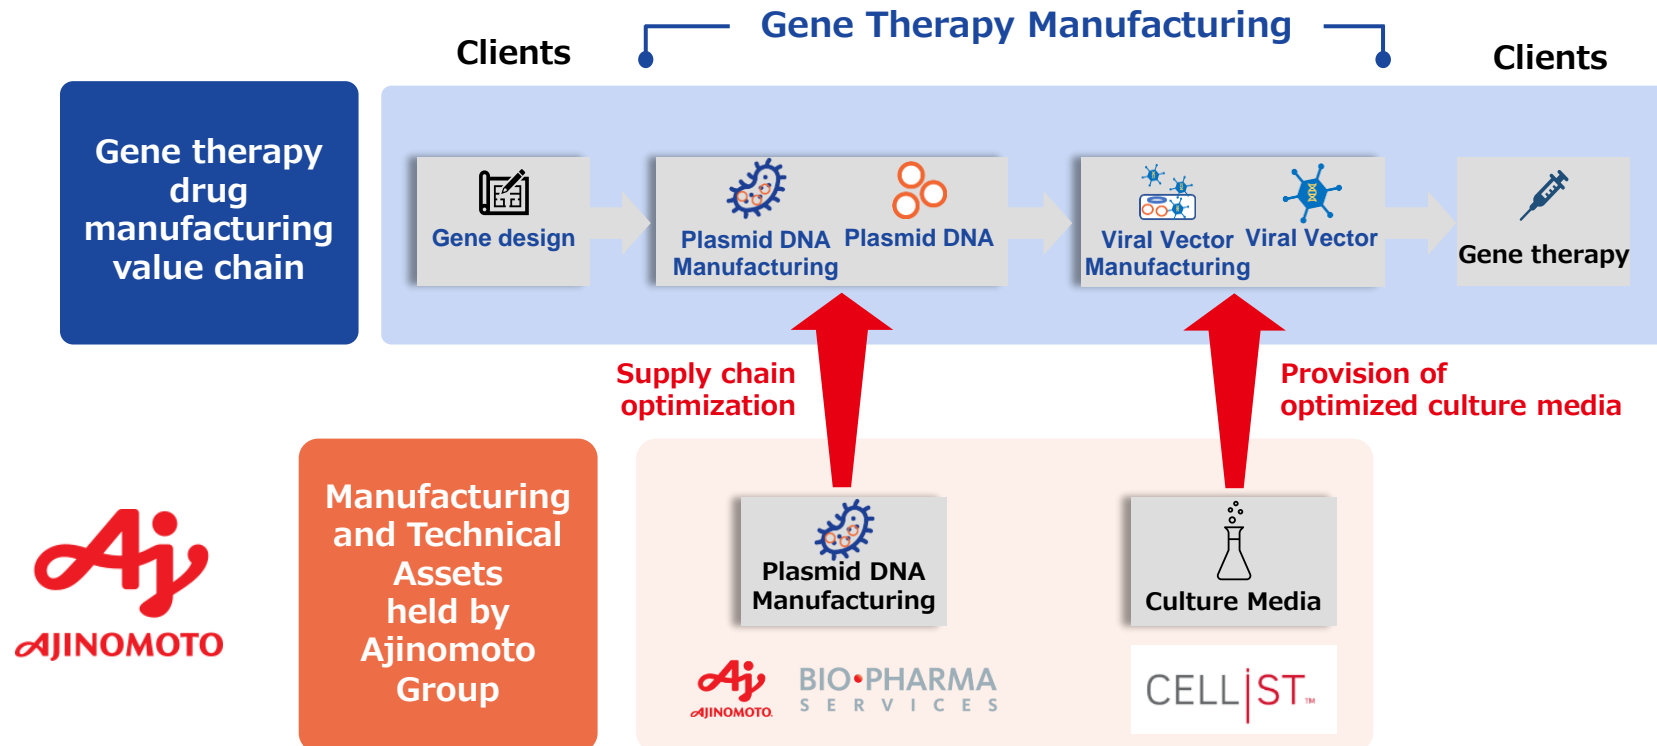 Gene Therapy Manufacturing
Clients
Clients
Gene therapy
drug
manufacturing
value chain
Gene design
Plasmid DNA
Manufacturing
Plasmid DNA
Viral Vector
Manufacturing
Viral Vector
Gene therapy
Supply chain
optimization
Provision of
optimized culture media
Manufacturing
and Technical
Assets
held by
Ajinomoto
Group
AJINOMOTO
Plasmid DNA
Manufacturing
Culture Media
AJINOMOTO.
BIO•PHARMA
SERVICES
CELLiST™